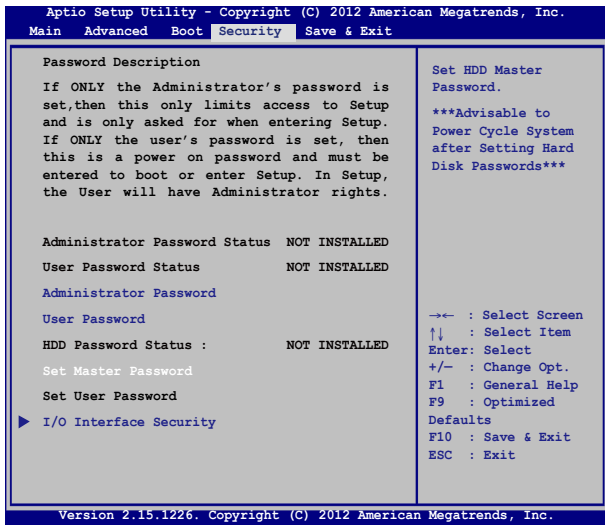 Aptio Setup Utility - Copyright (C) 2012 American Megatrends, Inc.
Main Advanced Boot Security Save & Exit
Password Description
If ONLY the Administrator's password is
set,then this only limits access to Setup
and is only asked for when entering Setup.
If ONLY the user's password is set, then
this is a power on password and must be
entered to boot or enter Setup. In Setup,
the User will have Administrator rights.
Administrator Password Status NOT INSTALLED
User Password Status NOT INSTALLED
Administrator Password
User Password
HDD Password Status : NOT INSTALLED
Set Master Password
Set User Password
I/O Interface Security
Set HDD Master
Password.
***Advisable to
Power Cycle System
after Setting Hard
Disk Passwords***
→← : Select Screen
↑↓ : Select Item
Enter: Select
+/— : Change Opt.
F1 : General Help
F9 : Optimized
Defaults
F10 : Save & Exit
ESC : Exit
Version 2.15.1226. Copyright (C) 2012 American Megatrends, Inc.